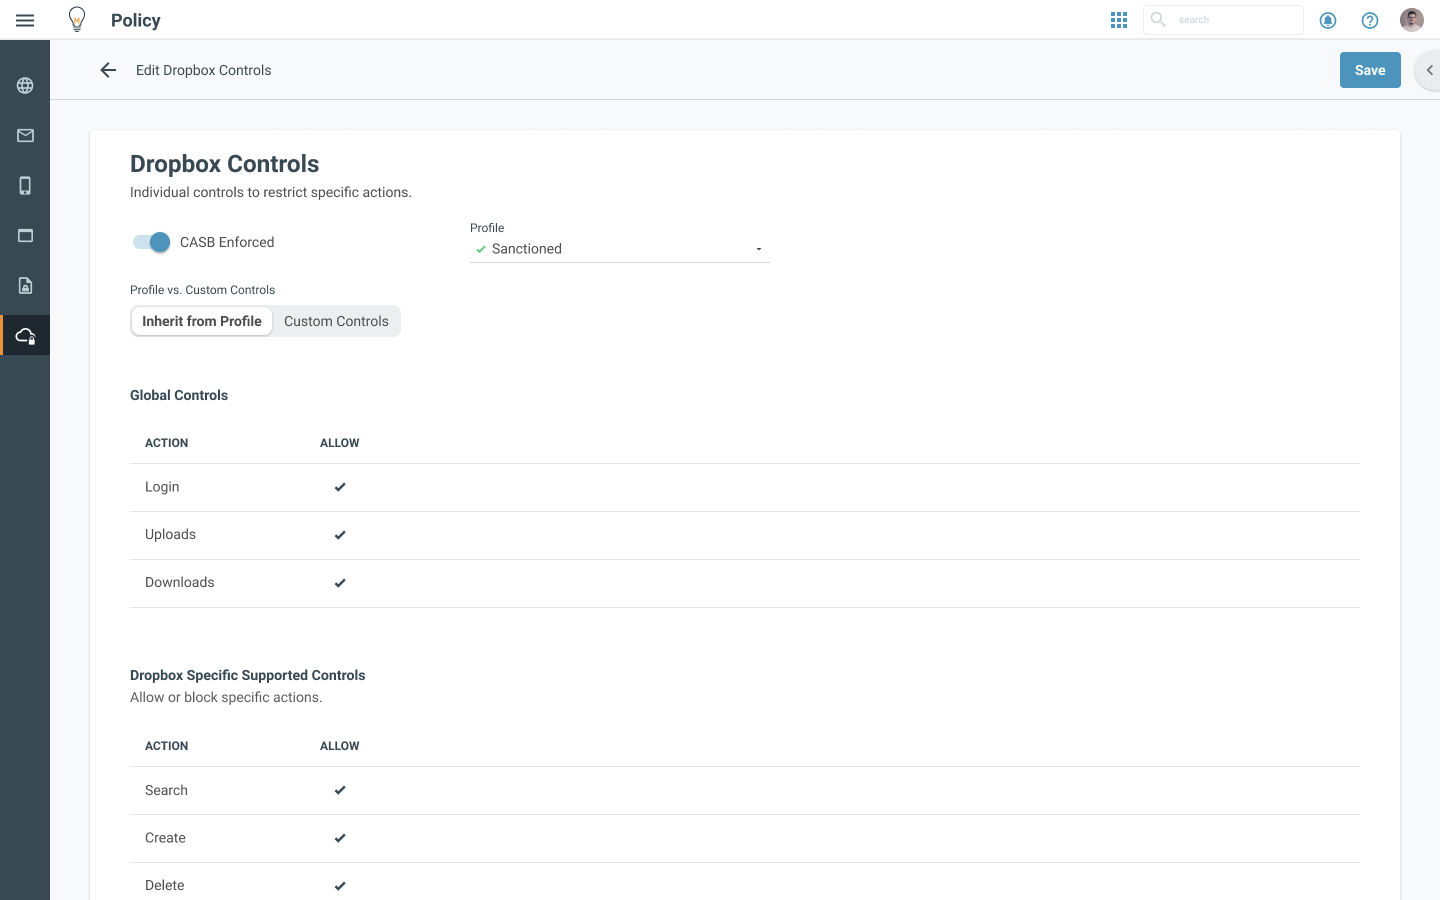 Policy
search
Edit Dropbox Controls
Save
Dropbox Controls
Individual controls to restrict specific actions.
CASB Enforced
Profile
Sanctioned
Profile vs. Custom Controls
Inherit from Profile
Custom Controls
Global Controls
ACTION ALLOW
Login
Uploads
Downloads
Dropbox Specific Supported Controls
Allow or block specific actions.
ACTION ALLOW
Search
Create
Delete